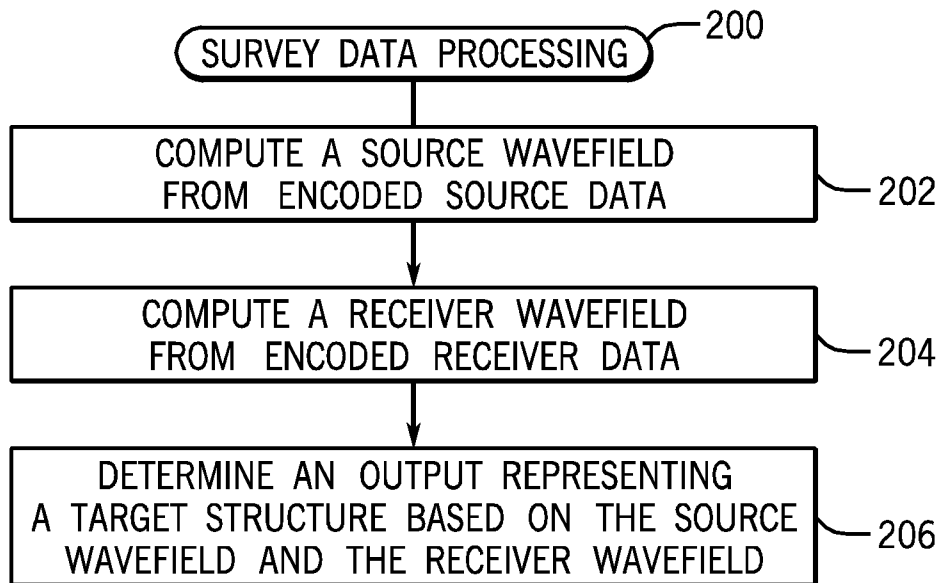 200
SURVEY DATA PROCESSING
COMPUTE A SOURCE WAVEFIELD
FROM ENCODED SOURCE DATA
202
COMPUTE A RECEIVER WAVEFIELD
FROM ENCODED RECEIVER DATA
204
DETERMINE AN OUTPUT REPRESENTING
A TARGET STRUCTURE BASED ON THE SOURCE
WAVEFIELD AND THE RECEIVER WAVEFIELD
206